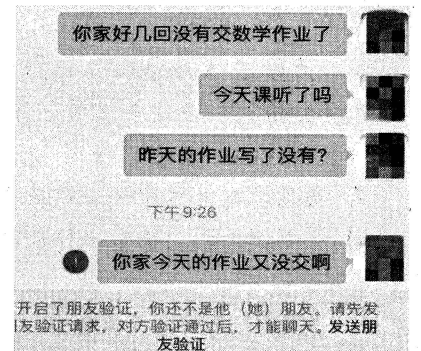 你家好几回没有交数学作业了
今天课听了吗
昨天的作业写了没有?
下午9:26
你家今天的作业又没交啊
开启了朋友验证,你还不是他(她)朋友。请先发
友验证请求,对方验证通过后,才能聊天。发送朋
友验证